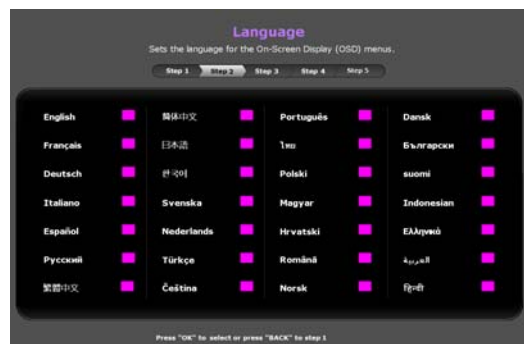 Language
Sets the language for the On-Screen Display (OSD) menus.
Step 1 Step 2 Step 3 Step 4 Step 5
English 简体中文 Português Dansk
Français 日本語 ไทย Български
Deutsch 한국어 Polski suomi
Italiano Svenska Magyar Indonesian
Español Nederlands Hrvatski Ελληνικά
Русский Türkçe Română العربية
繁體中文 Čeština Norsk हिन्दी
Press "OK" to select or press "BACK" to step 1